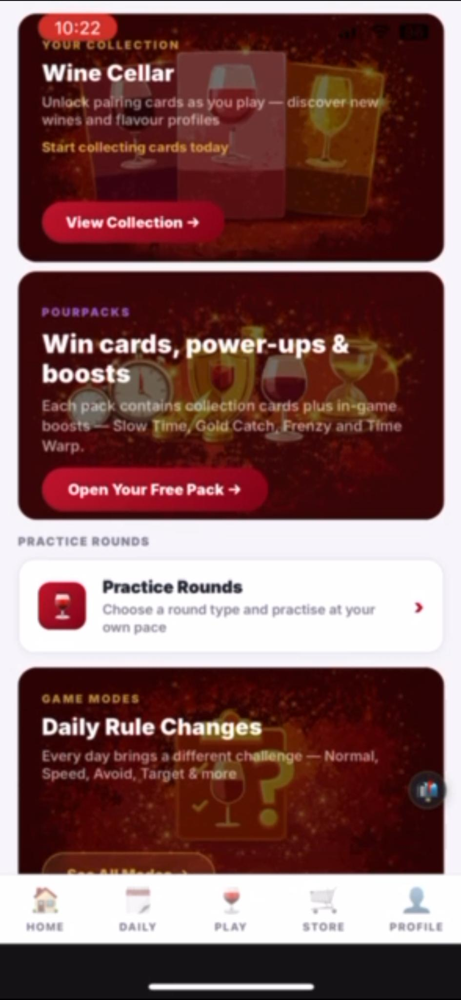 10:22
YOUR COLLECTION
Wine Cellar
Unlock pairing cards as you play — discover new
wines and flavour profiles
Start collecting cards today
View Collection →
POURPACKS
Win cards, power-ups &
boosts
Each pack contains collection cards plus in-game
boosts — Slow Time, Gold Catch, Frenzy and Time
Warp.
Open Your Free Pack →
PRACTICE ROUNDS
Practice Rounds
Choose a round type and practise at your
own pace
GAME MODES
Daily Rule Changes
Every day brings a different challenge — Normal,
Speed, Avoid, Target & more
See All Modes →
HOME
DAILY
PLAY
STORE
PROFILE